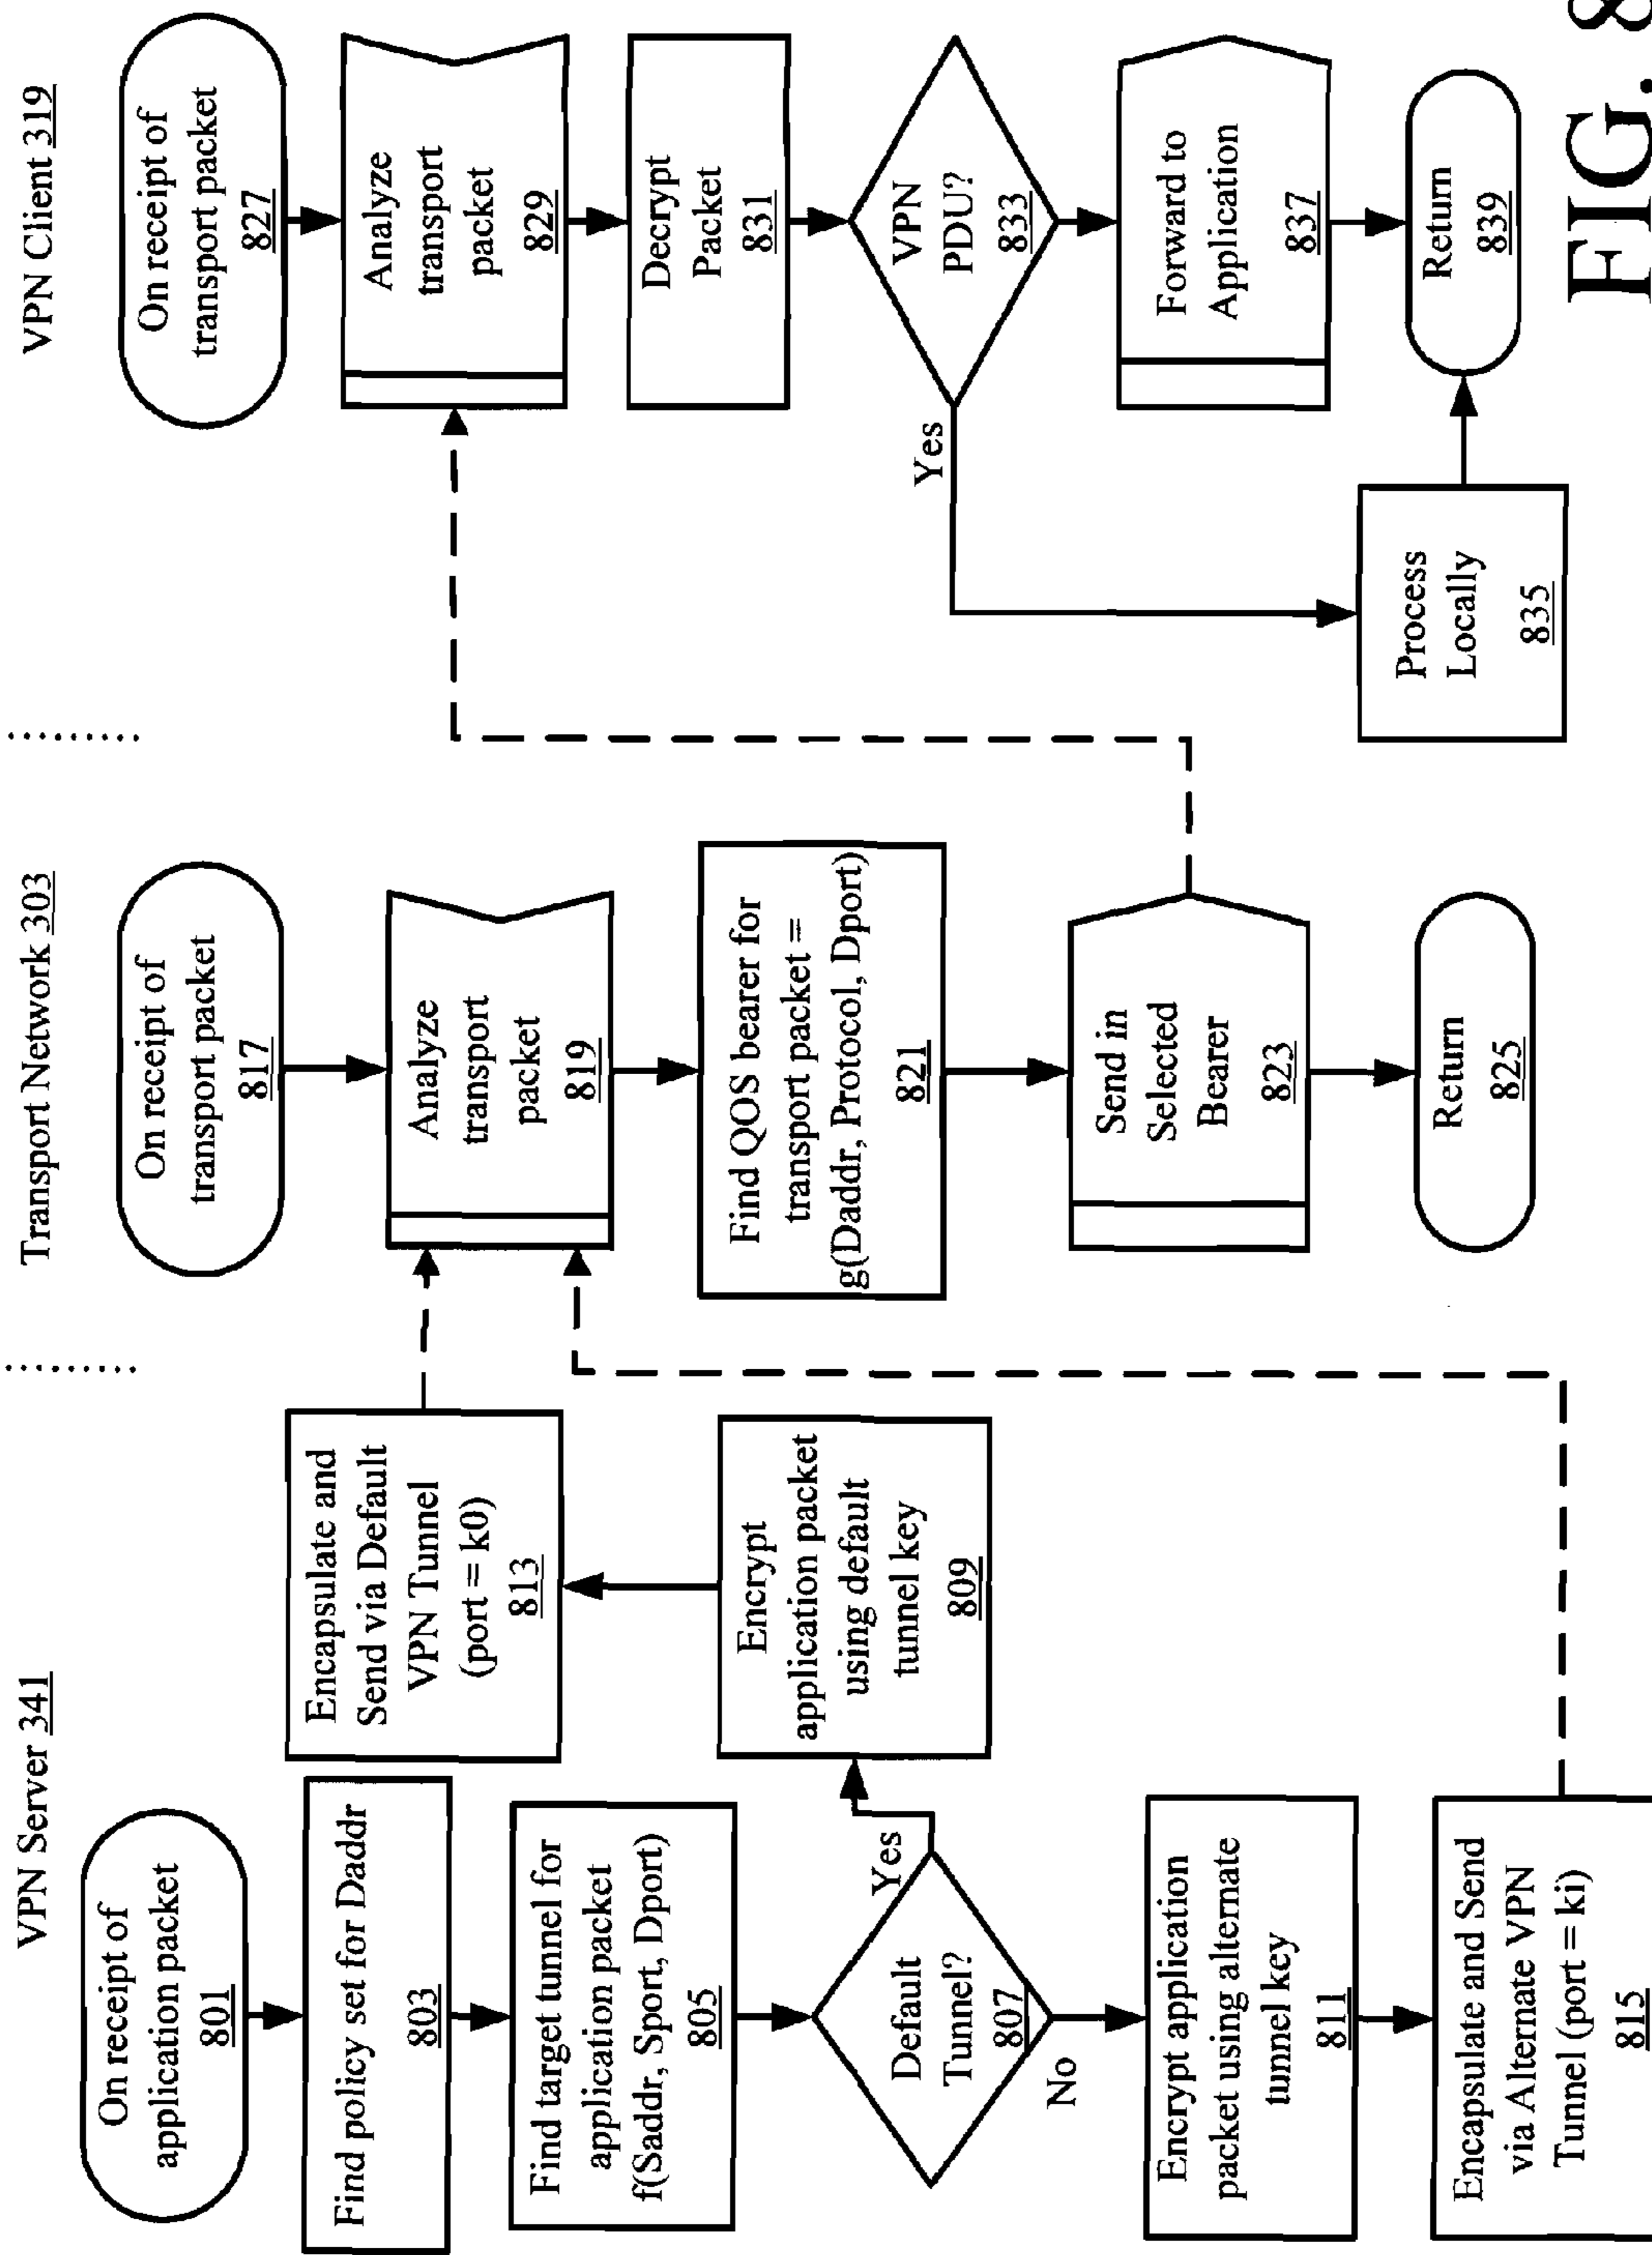 VPN Server 341
On receipt of
application packet
801
Find policy set for Daddr
803
Find target tunnel for
application packet
f(Saddr, Sport, Dport)
805
Default
Tunnel?
807
Yes
No
Encrypt
application packet
using default
tunnel key
809
Encapsulate and
Send via Default
VPN Tunnel
(port = k0)
813
Encrypt application
packet using alternate
tunnel key
811
Encapsulate and Send
via Alternate VPN
Tunnel (port = ki)
815
Transport Network 303
On receipt of
transport packet
817
Analyze
transport
packet
819
Find QOS bearer for
transport packet =
g(Daddr, Protocol, Dport)
821
Send in
Selected
Bearer
823
Return
825
VPN Client 319
On receipt of
transport packet
827
Analyze
transport
packet
829
Decrypt
Packet
831
VPN
PDU?
833
Yes
Process
Locally
835
Forward to
Application
837
Return
839
FIG. 8